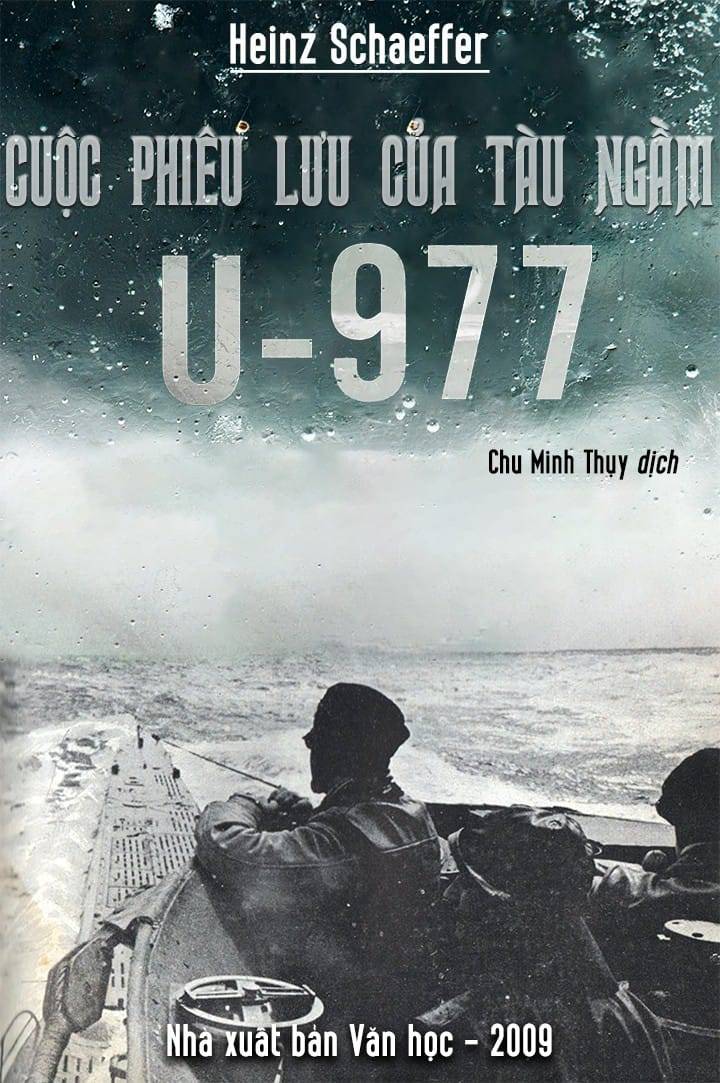 Heinz Schaeffer
CUỘC PHIÊU LƯU CỦA TÀU NGẦM
U-977
Chu Minh Thụy dịch
Nhà xuất bản Văn học - 2009